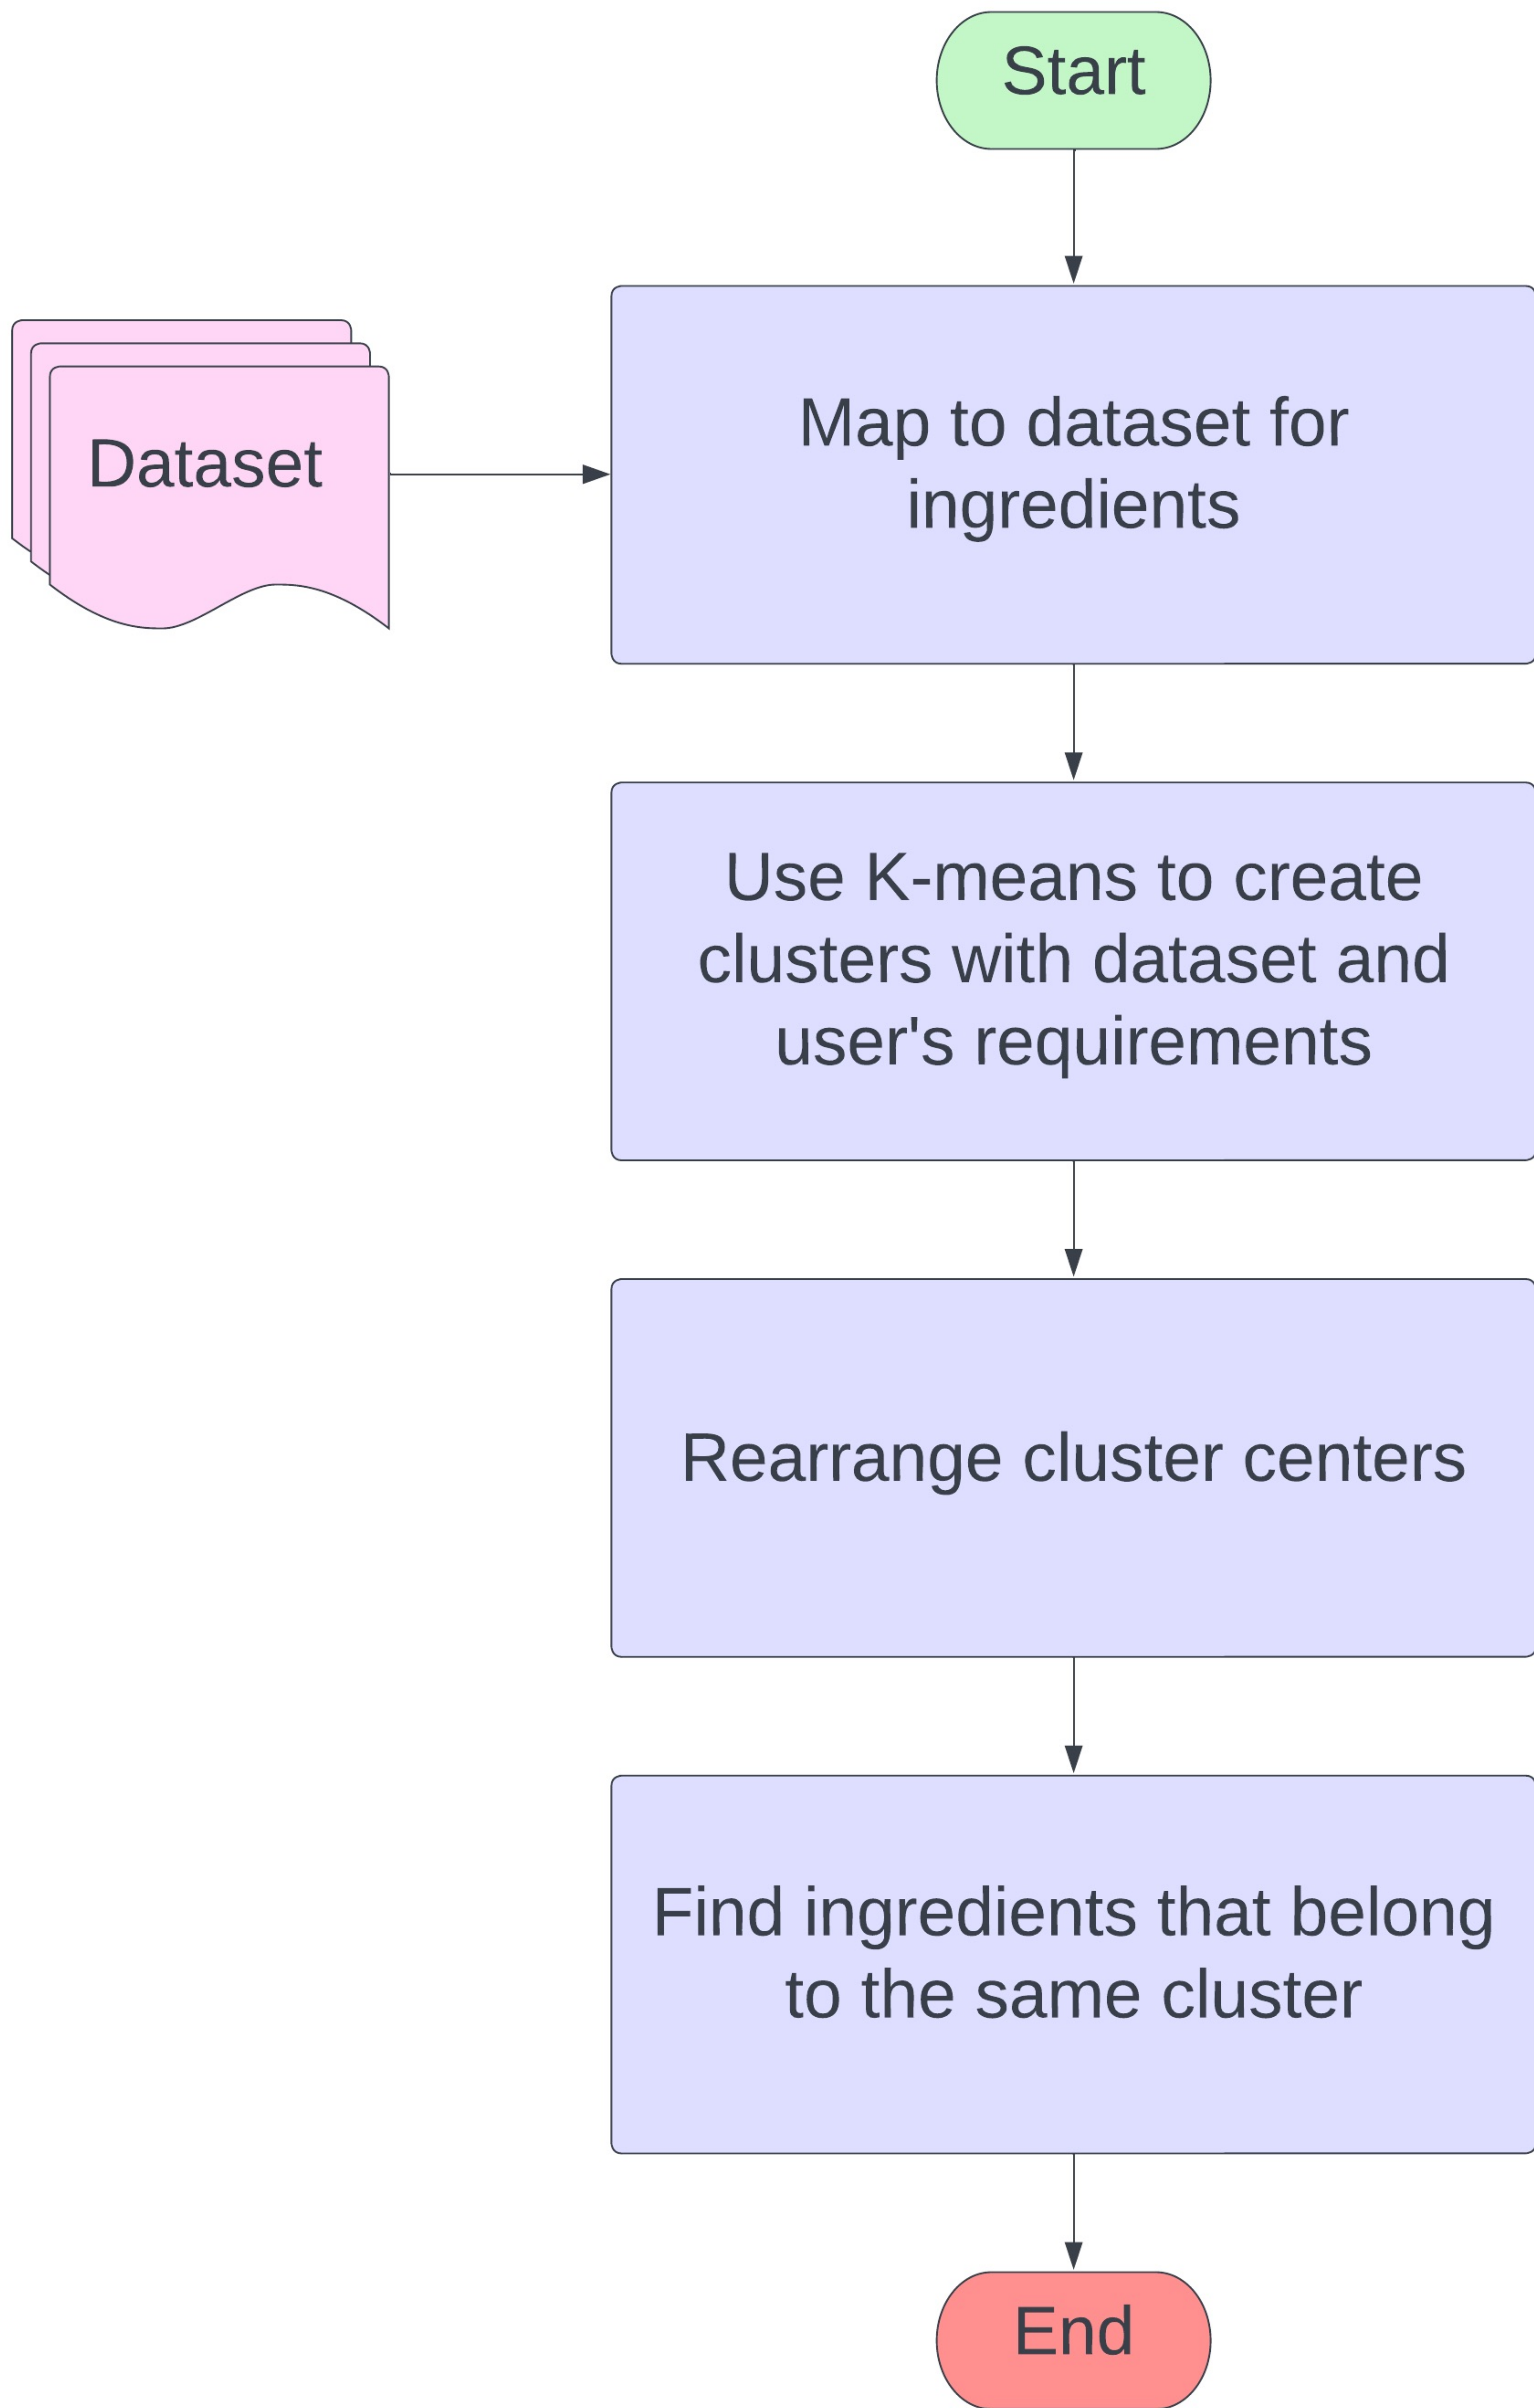 Start
Dataset
Map to dataset for
ingredients
Use K-means to create
clusters with dataset and
user's requirements
Rearrange cluster centers
Find ingredients that belong
to the same cluster
End